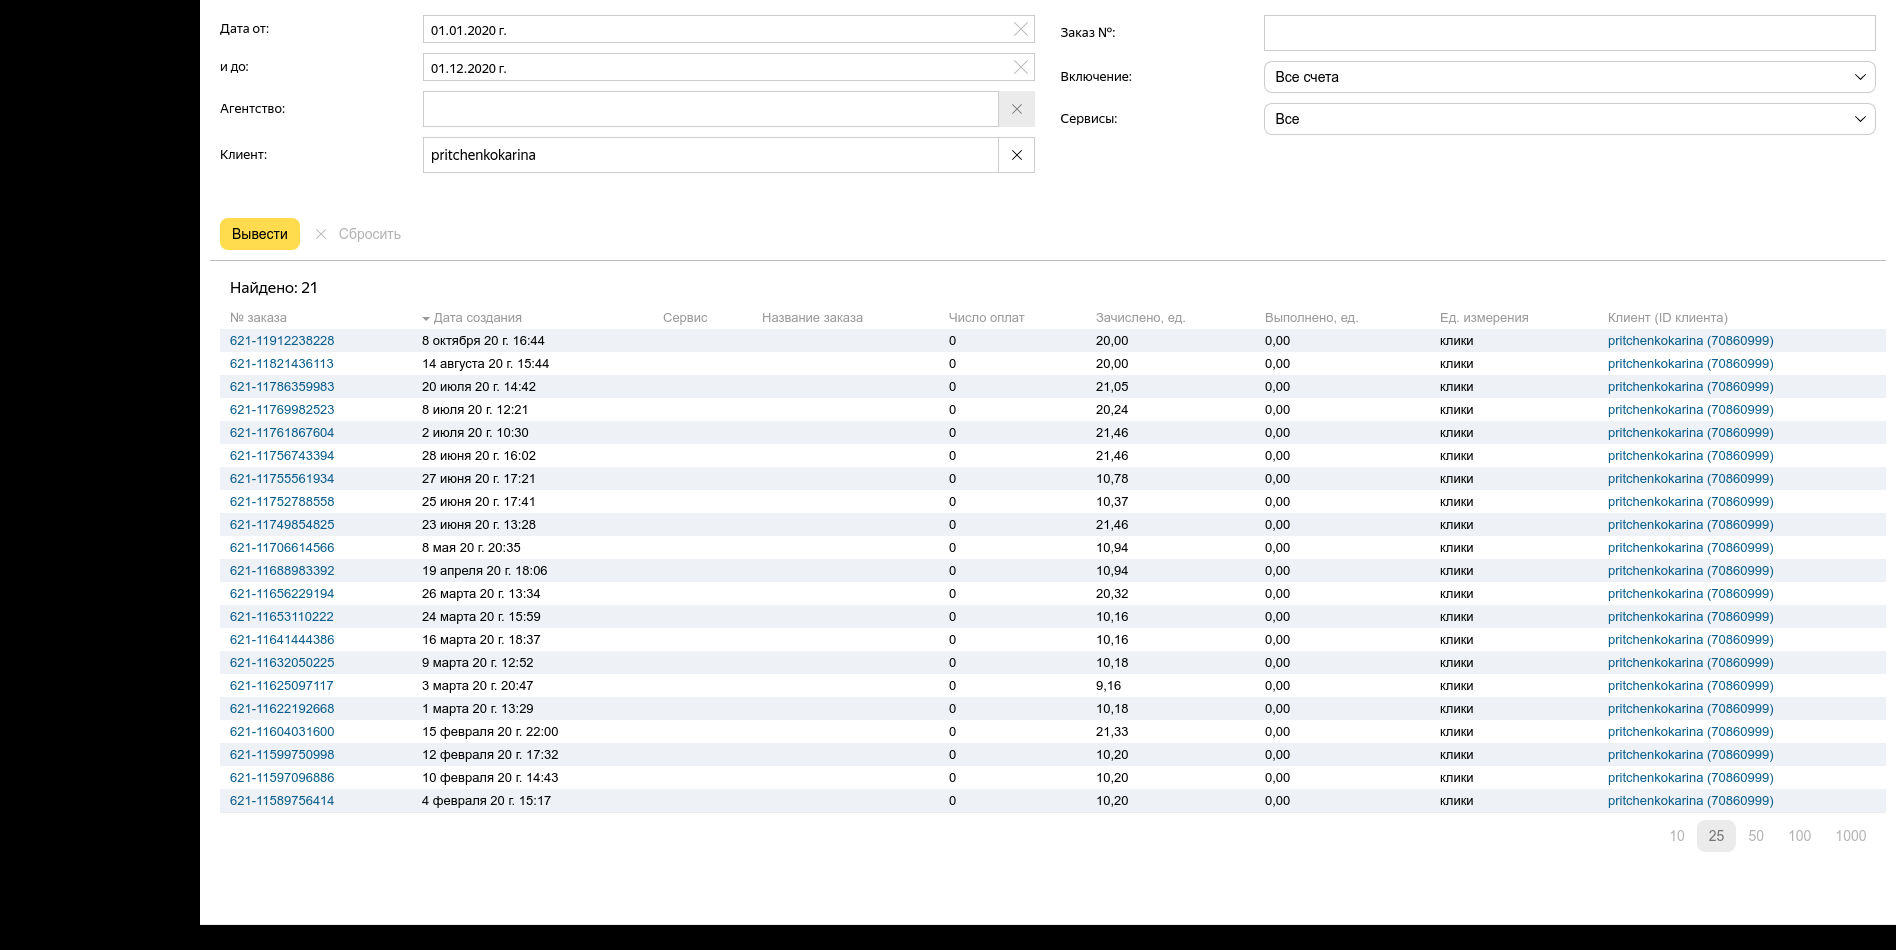 Дата от: 01.01.2020 г. Заказ №:
и до: 01.12.2020 г. Включение: Все счета
Агентство: Сервисы: Все
Клиент: pritchenkokarina
Вывести Сбросить
Найдено: 21
№ заказа Дата создания Сервис Название заказа Число оплат Зачислено, ед. Выполнено, ед. Ед. измерения Клиент (ID клиента)
621-11912238228 8 октября 20 г. 16:44 0 20,00 0,00 клики pritchenkokarina (70860999)
621-11821436113 14 августа 20 г. 15:44 0 20,00 0,00 клики pritchenkokarina (70860999)
621-11786359983 20 июля 20 г. 14:42 0 21,05 0,00 клики pritchenkokarina (70860999)
621-11769982523 8 июля 20 г. 12:21 0 20,24 0,00 клики pritchenkokarina (70860999)
621-11761867604 2 июля 20 г. 10:30 0 21,46 0,00 клики pritchenkokarina (70860999)
621-11756743394 28 июня 20 г. 16:02 0 21,46 0,00 клики pritchenkokarina (70860999)
621-11755561934 27 июня 20 г. 17:21 0 10,78 0,00 клики pritchenkokarina (70860999)
621-11752788558 25 июня 20 г. 17:41 0 10,37 0,00 клики pritchenkokarina (70860999)
621-11749854825 23 июня 20 г. 13:28 0 21,46 0,00 клики pritchenkokarina (70860999)
621-11706614566 8 мая 20 г. 20:35 0 10,94 0,00 клики pritchenkokarina (70860999)
621-11688983392 19 апреля 20 г. 18:06 0 10,94 0,00 клики pritchenkokarina (70860999)
621-11656229194 26 марта 20 г. 13:34 0 20,32 0,00 клики pritchenkokarina (70860999)
621-11653110222 24 марта 20 г. 15:59 0 10,16 0,00 клики pritchenkokarina (70860999)
621-11641444386 16 марта 20 г. 18:37 0 10,16 0,00 клики pritchenkokarina (70860999)
621-11632050225 9 марта 20 г. 12:52 0 10,18 0,00 клики pritchenkokarina (70860999)
621-11625097117 3 марта 20 г. 20:47 0 9,16 0,00 клики pritchenkokarina (70860999)
621-11622192668 1 марта 20 г. 13:29 0 10,18 0,00 клики pritchenkokarina (70860999)
621-11604031600 15 февраля 20 г. 22:00 0 21,33 0,00 клики pritchenkokarina (70860999)
621-11599750998 12 февраля 20 г. 17:32 0 10,20 0,00 клики pritchenkokarina (70860999)
621-11597096886 10 февраля 20 г. 14:43 0 10,20 0,00 клики pritchenkokarina (70860999)
621-11589756414 4 февраля 20 г. 15:17 0 10,20 0,00 клики pritchenkokarina (70860999)
10 25 50 100 1000